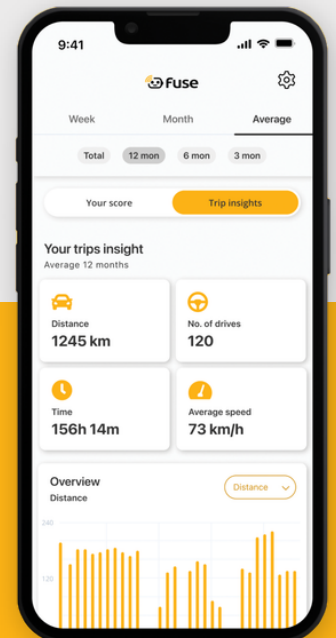 9:41
fuse
Week Month Average
Total 12 mon 6 mon 3 mon
Your score Trip insights
Your trips insight
Average 12 months
Distance
1245 km
No. of drives
120
Time
156h 14m
Average speed
73 km/h
Overview
Distance
Distance
240
120